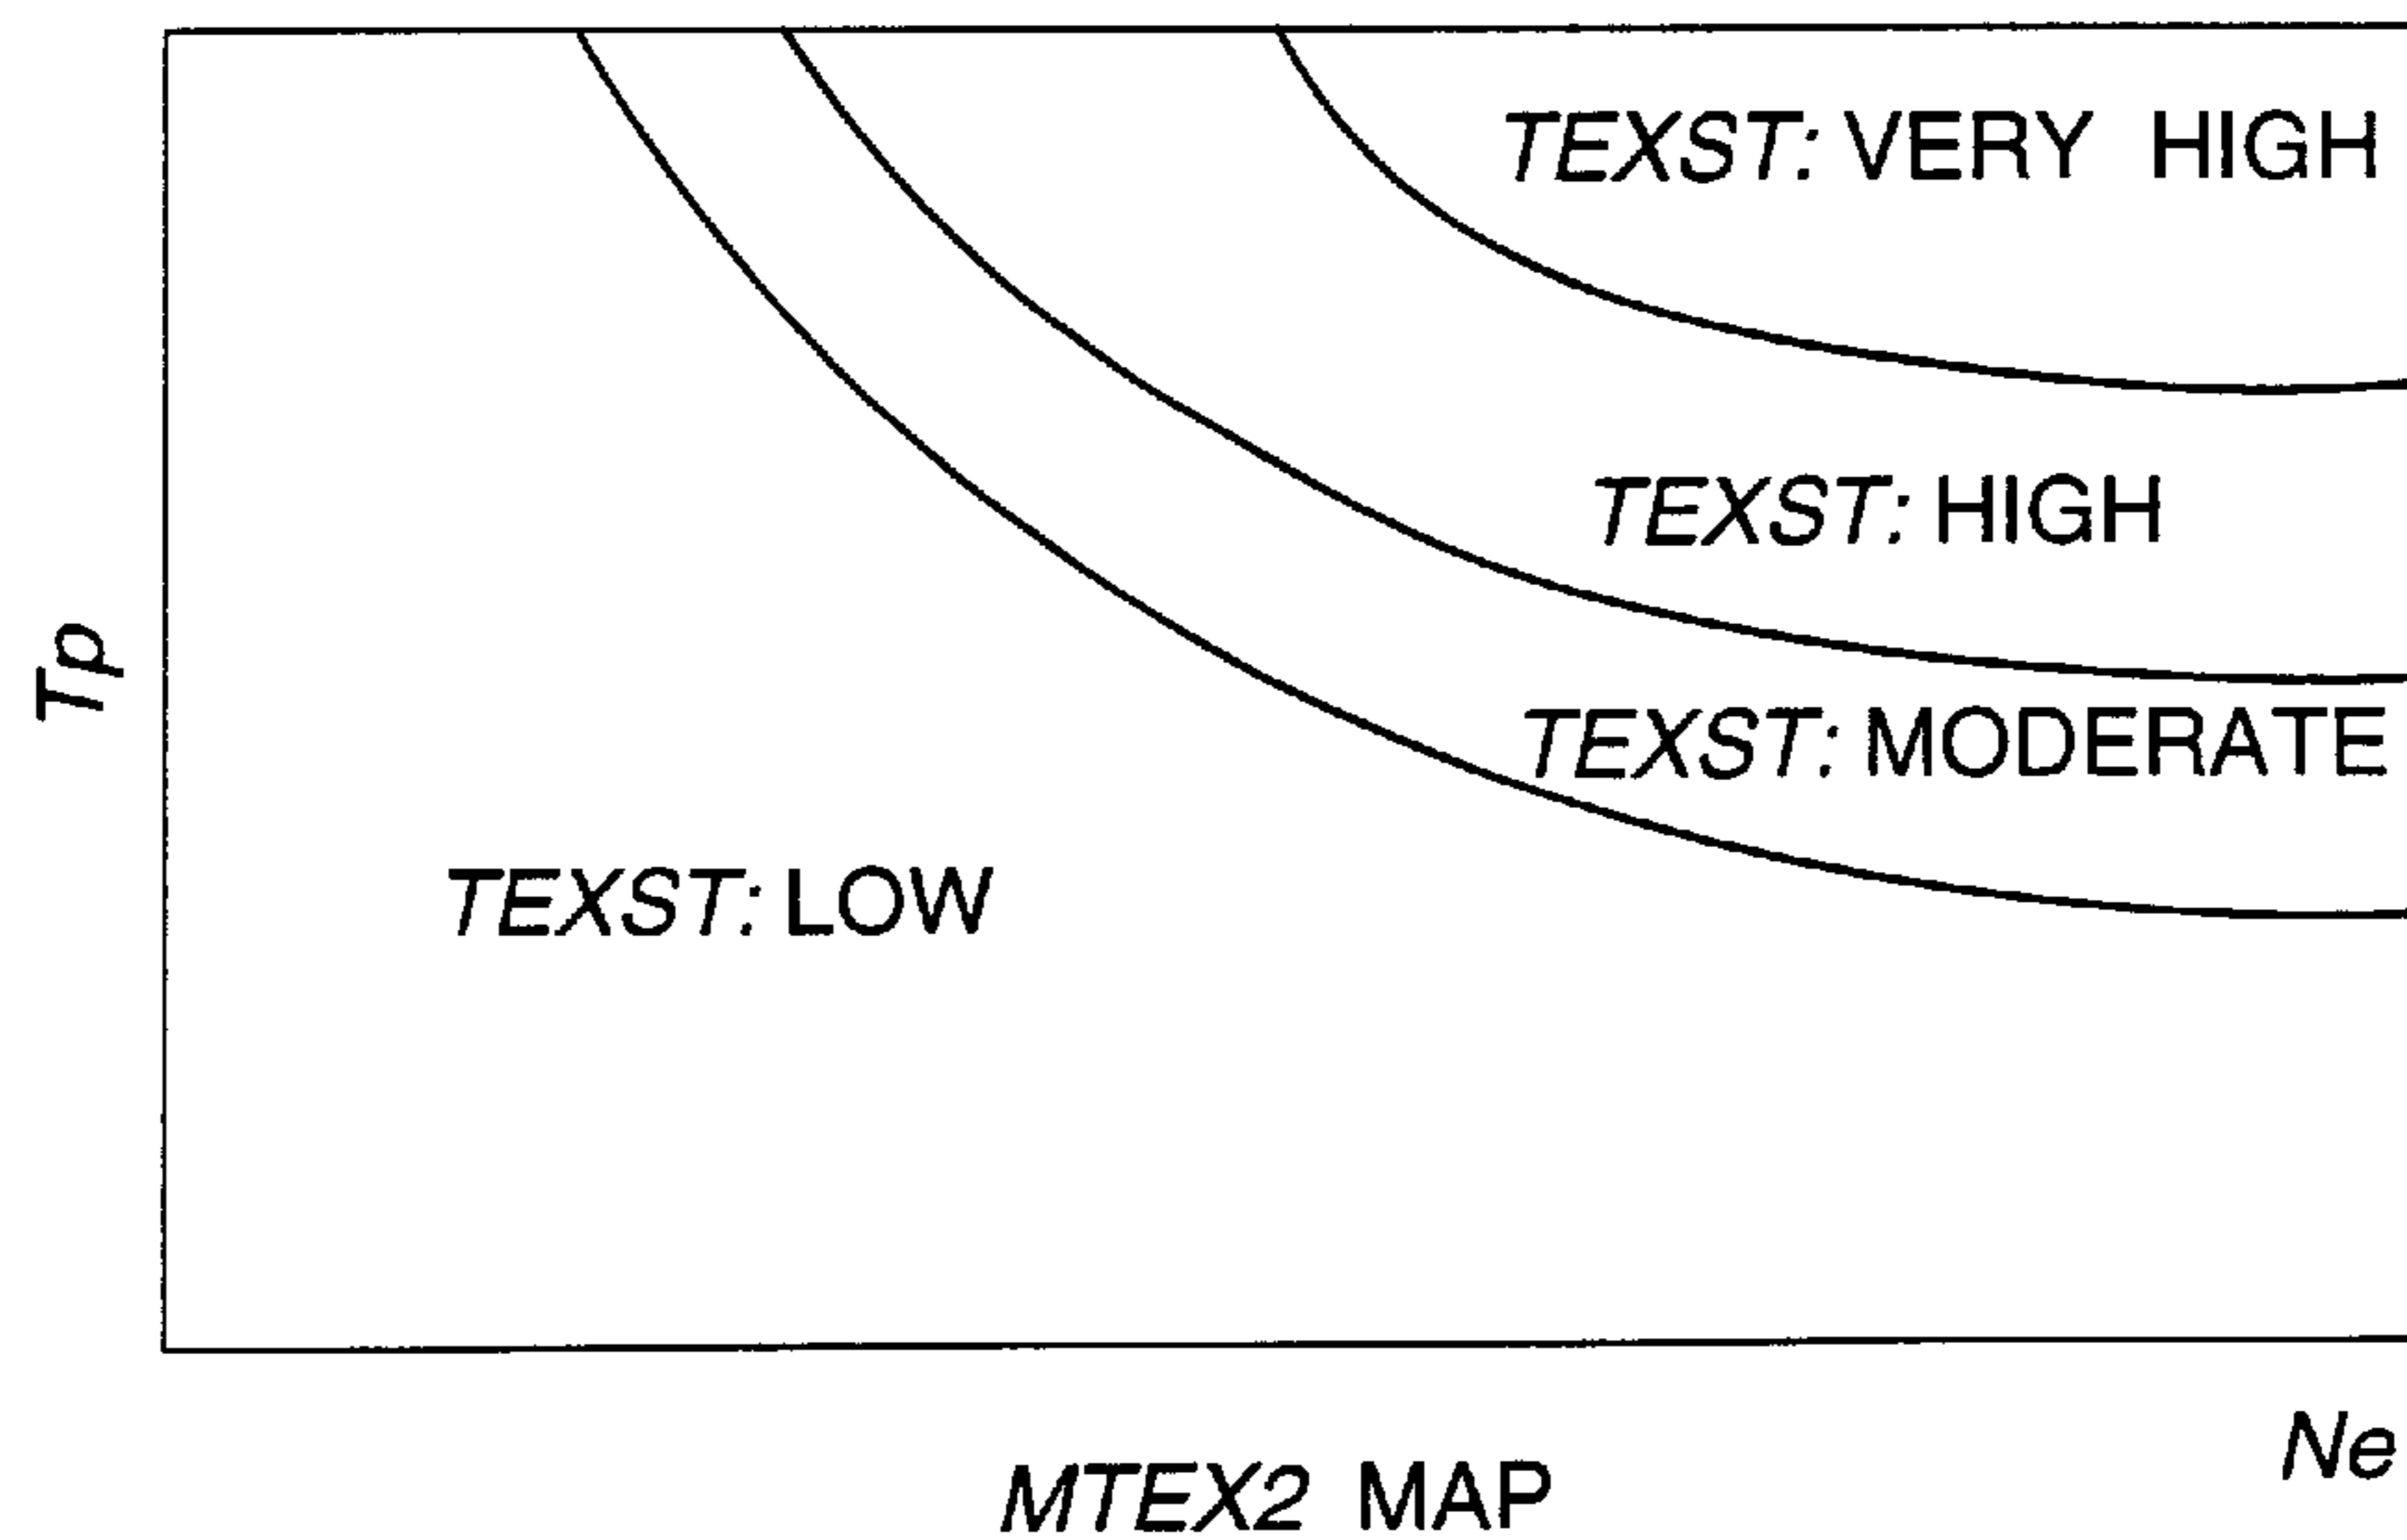 TEXST: VERY HIGH
TEXST: HIGH
Tp
TEXST: MODERATE
TEXST: LOW
Ne
MTEX2 MAP